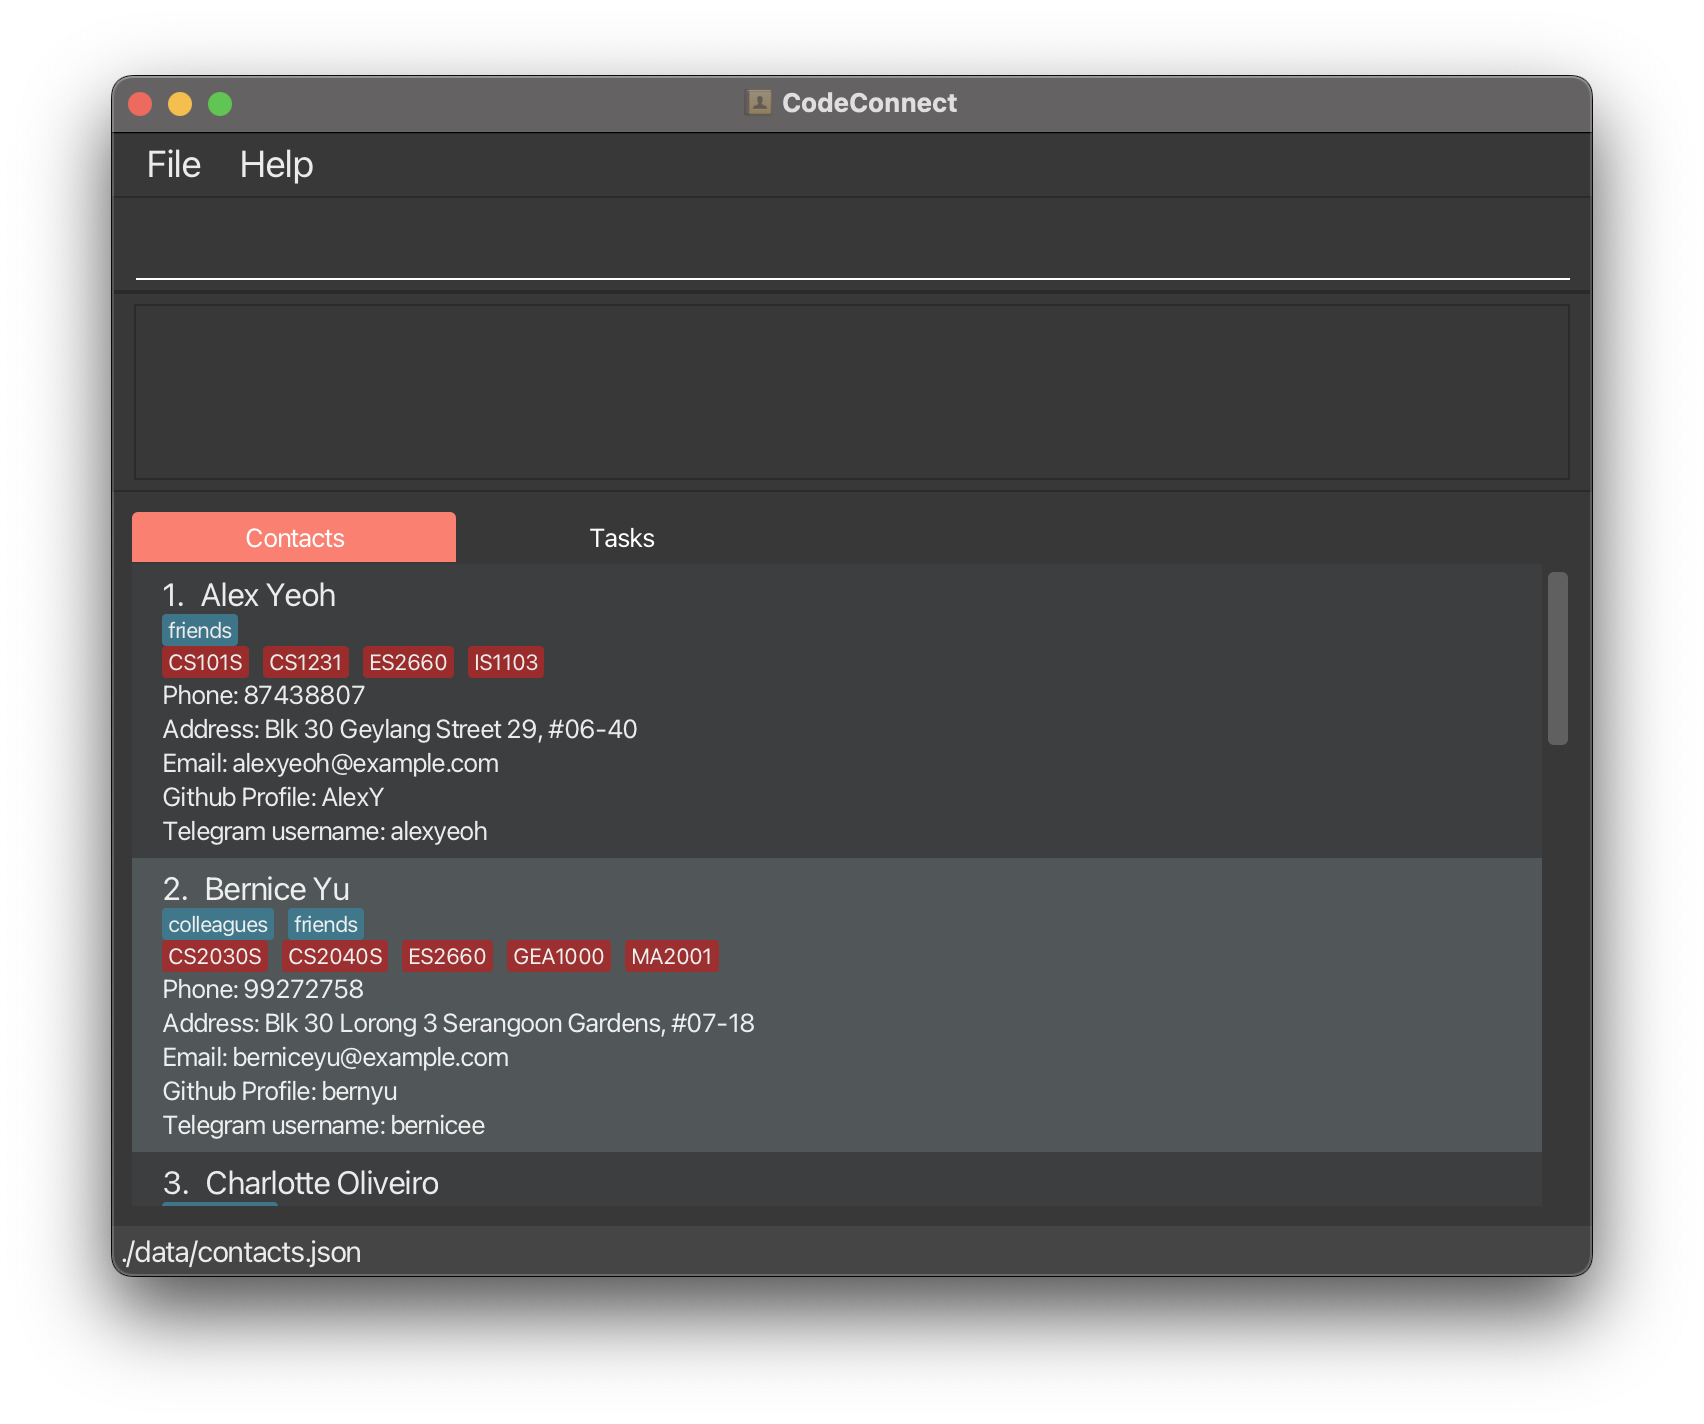 CodeConnect
File Help
Contacts Tasks
1. Alex Yeoh
friends
CS101S CS1231 ES2660 IS1103
Phone: 87438807
Address: Blk 30 Geylang Street 29, #06-40
Email: alexyeoh@example.com
Github Profile: AlexY
Telegram username: alexyeoh
2. Bernice Yu
colleagues friends
CS2030S CS2040S ES2660 GEA1000 MA2001
Phone: 99272758
Address: Blk 30 Lorong 3 Serangoon Gardens, #07-18
Email: berniceyu@example.com
Github Profile: bernyu
Telegram username: bernicee
3. Charlotte Oliveiro
./data/contacts.json